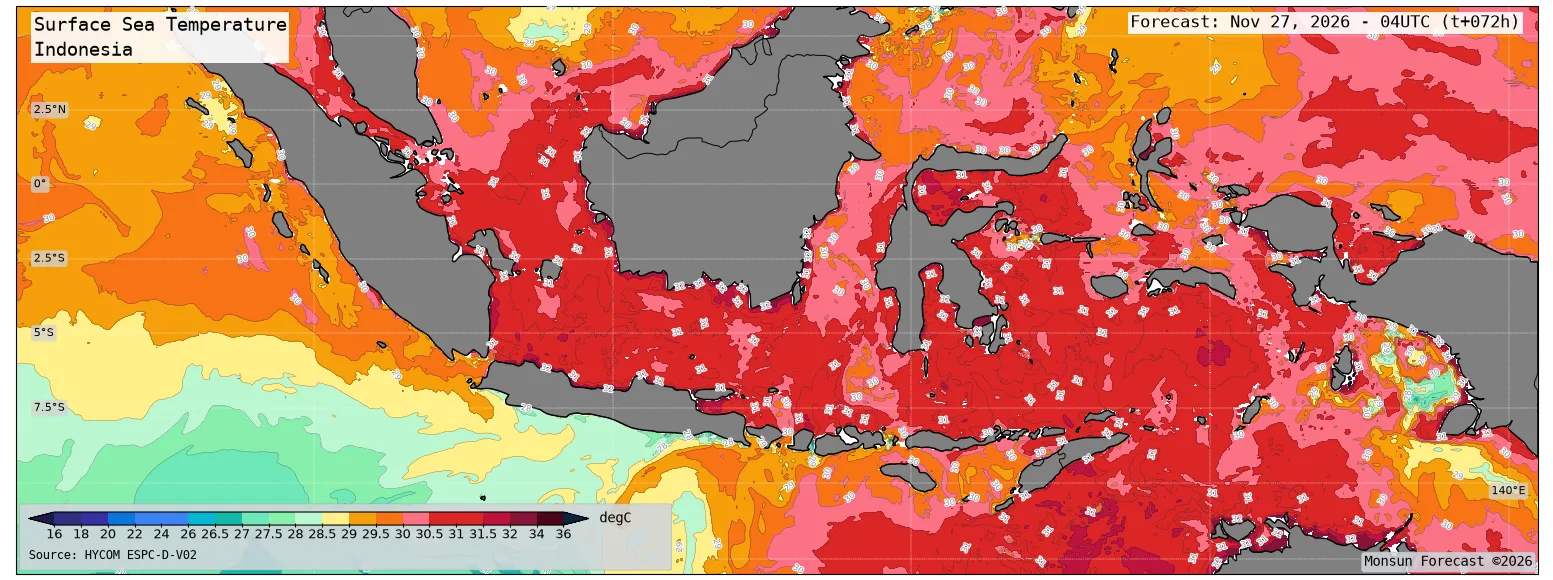 Surface Sea Temperature
Indonesia
Forecast: Nov 27, 2026 - 04UTC (t+072h)
2.5°N
0°
2.5°S
5°S
7.5°S
140°E
degC
16 18 20 22 24 26 26.5 27 27.5 28 28.5 29 29.5 30 30.5 31 31.5 32 34 36
Source: HYCOM ESPC-D-V02
Monsun Forecast ©2026